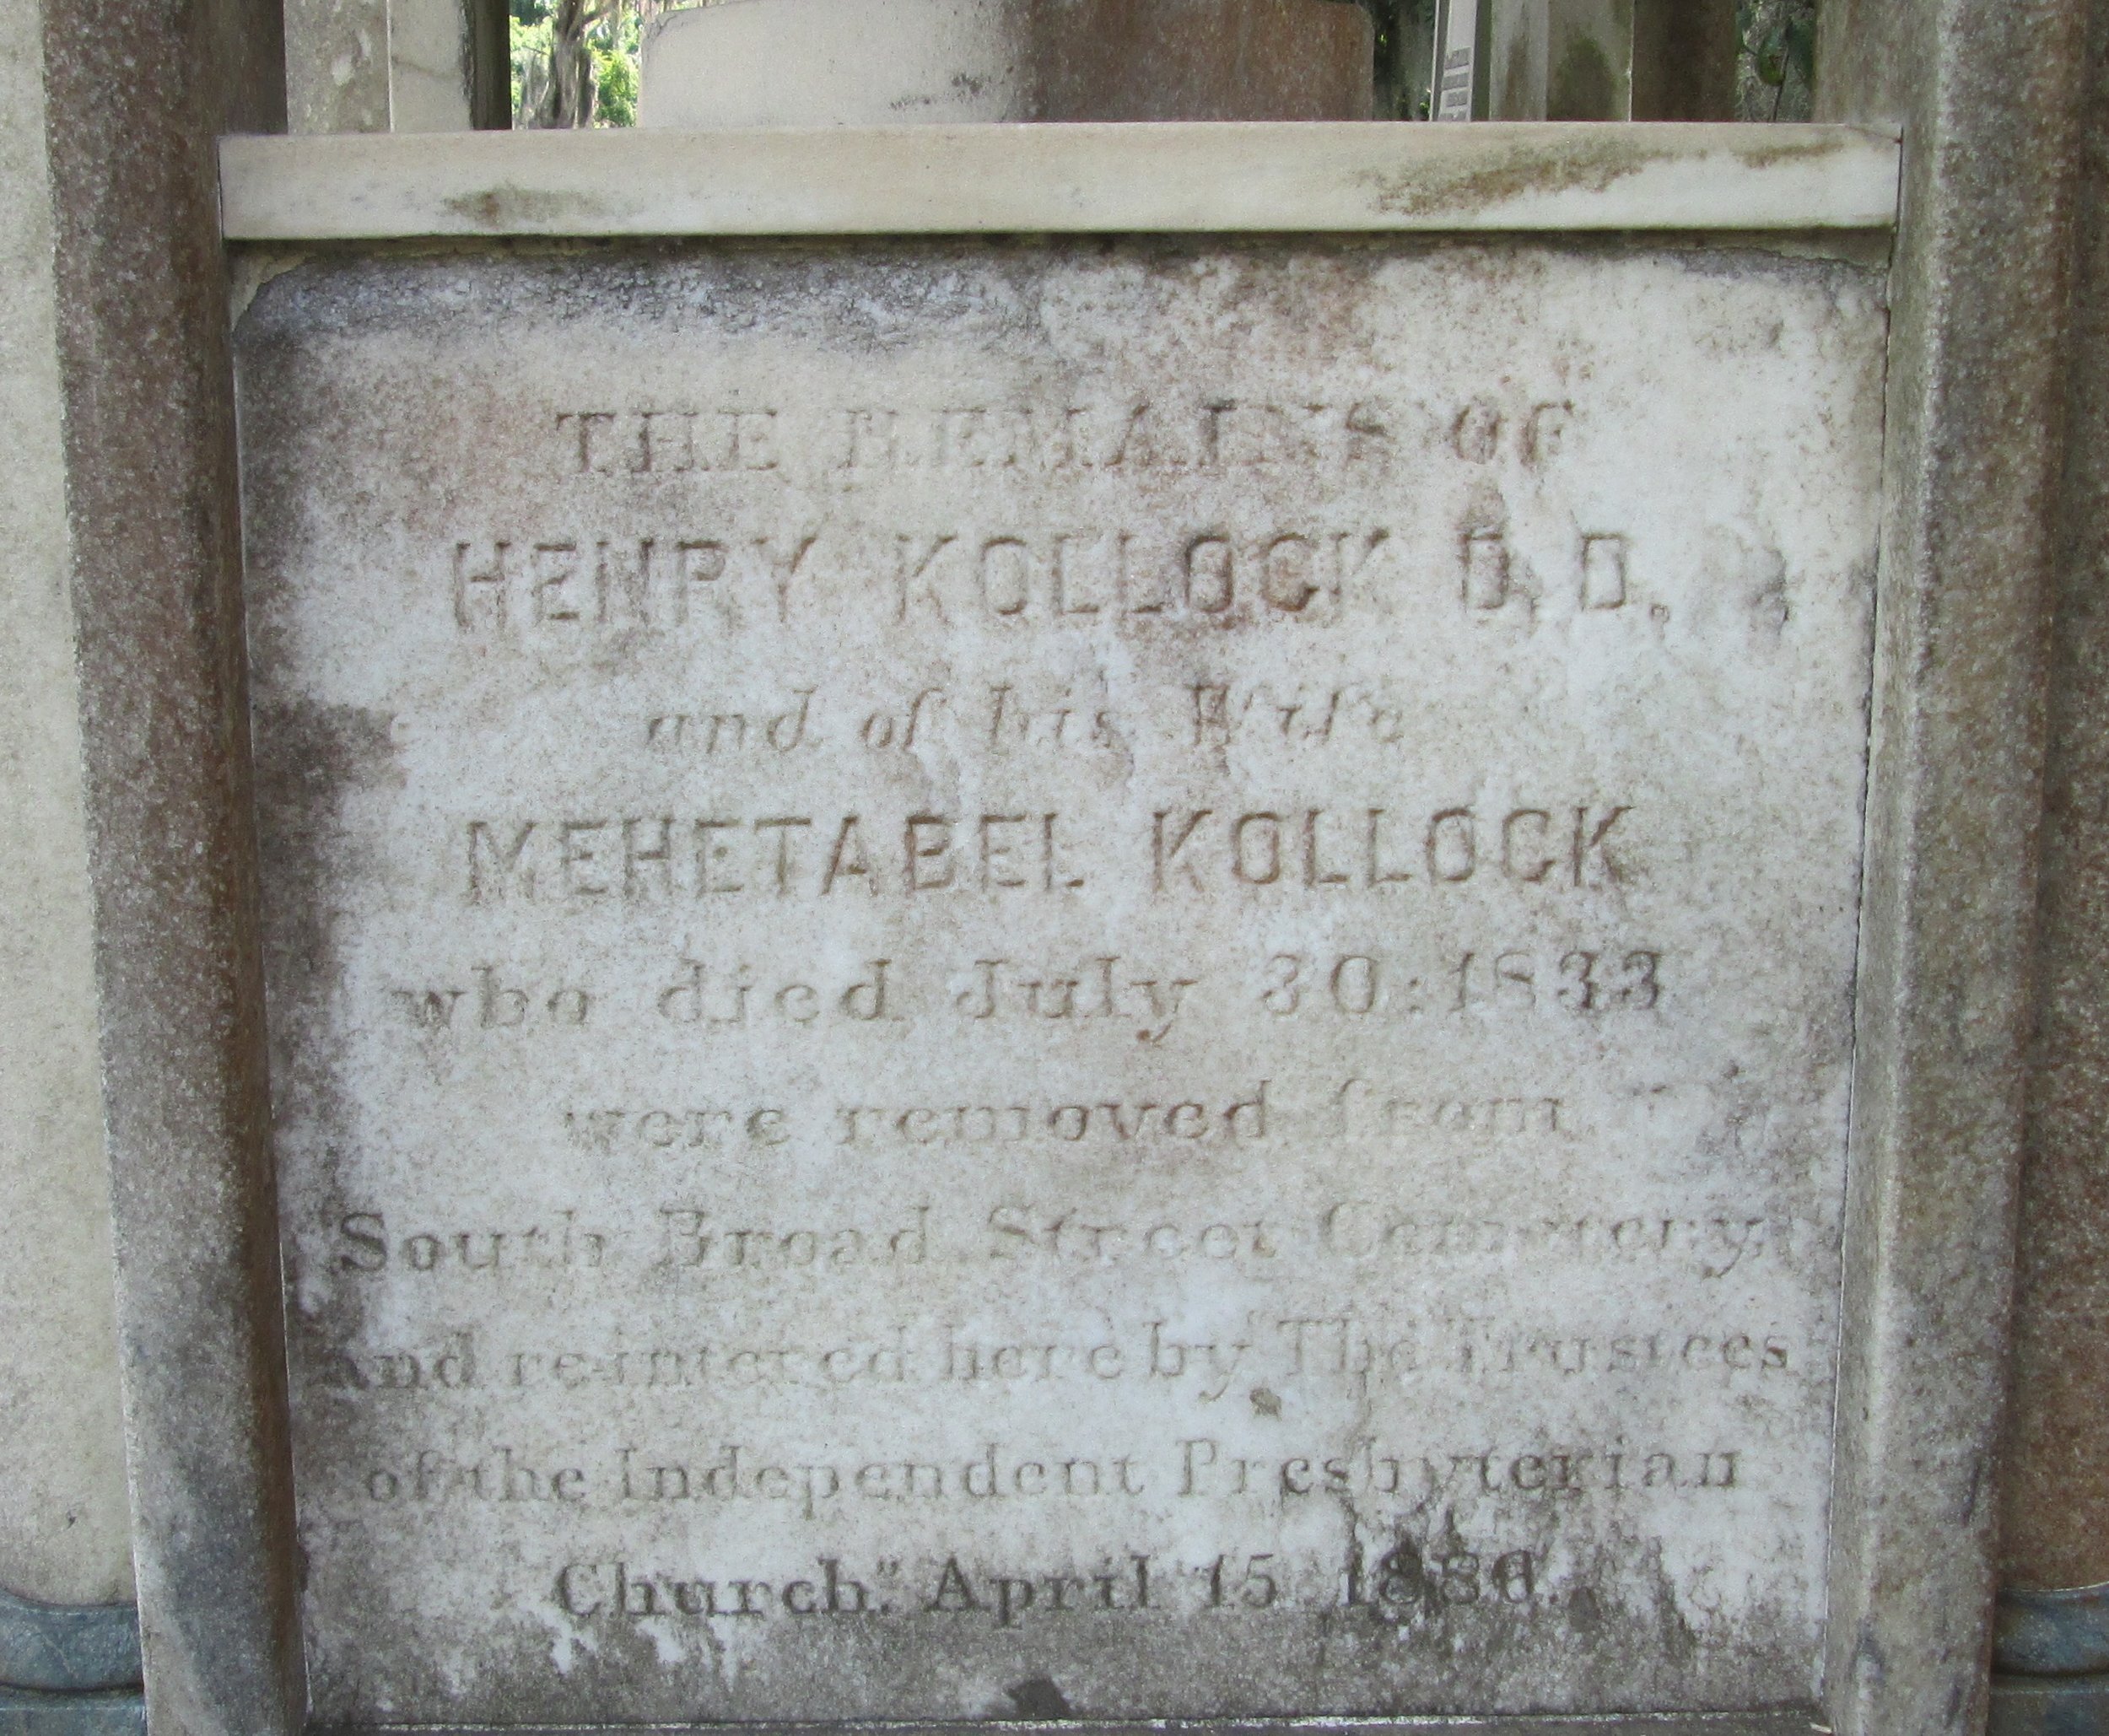 THE REMAINS OF
HENRY KOLLOCK D.D.
and of his Wife
MEHETABEL KOLLOCK
who died July 30:1833
were removed from
South Broad Street Cemetery
and re-intered here by "The Trustees
of the Independent Presbyterian
Church." April 15 1886.